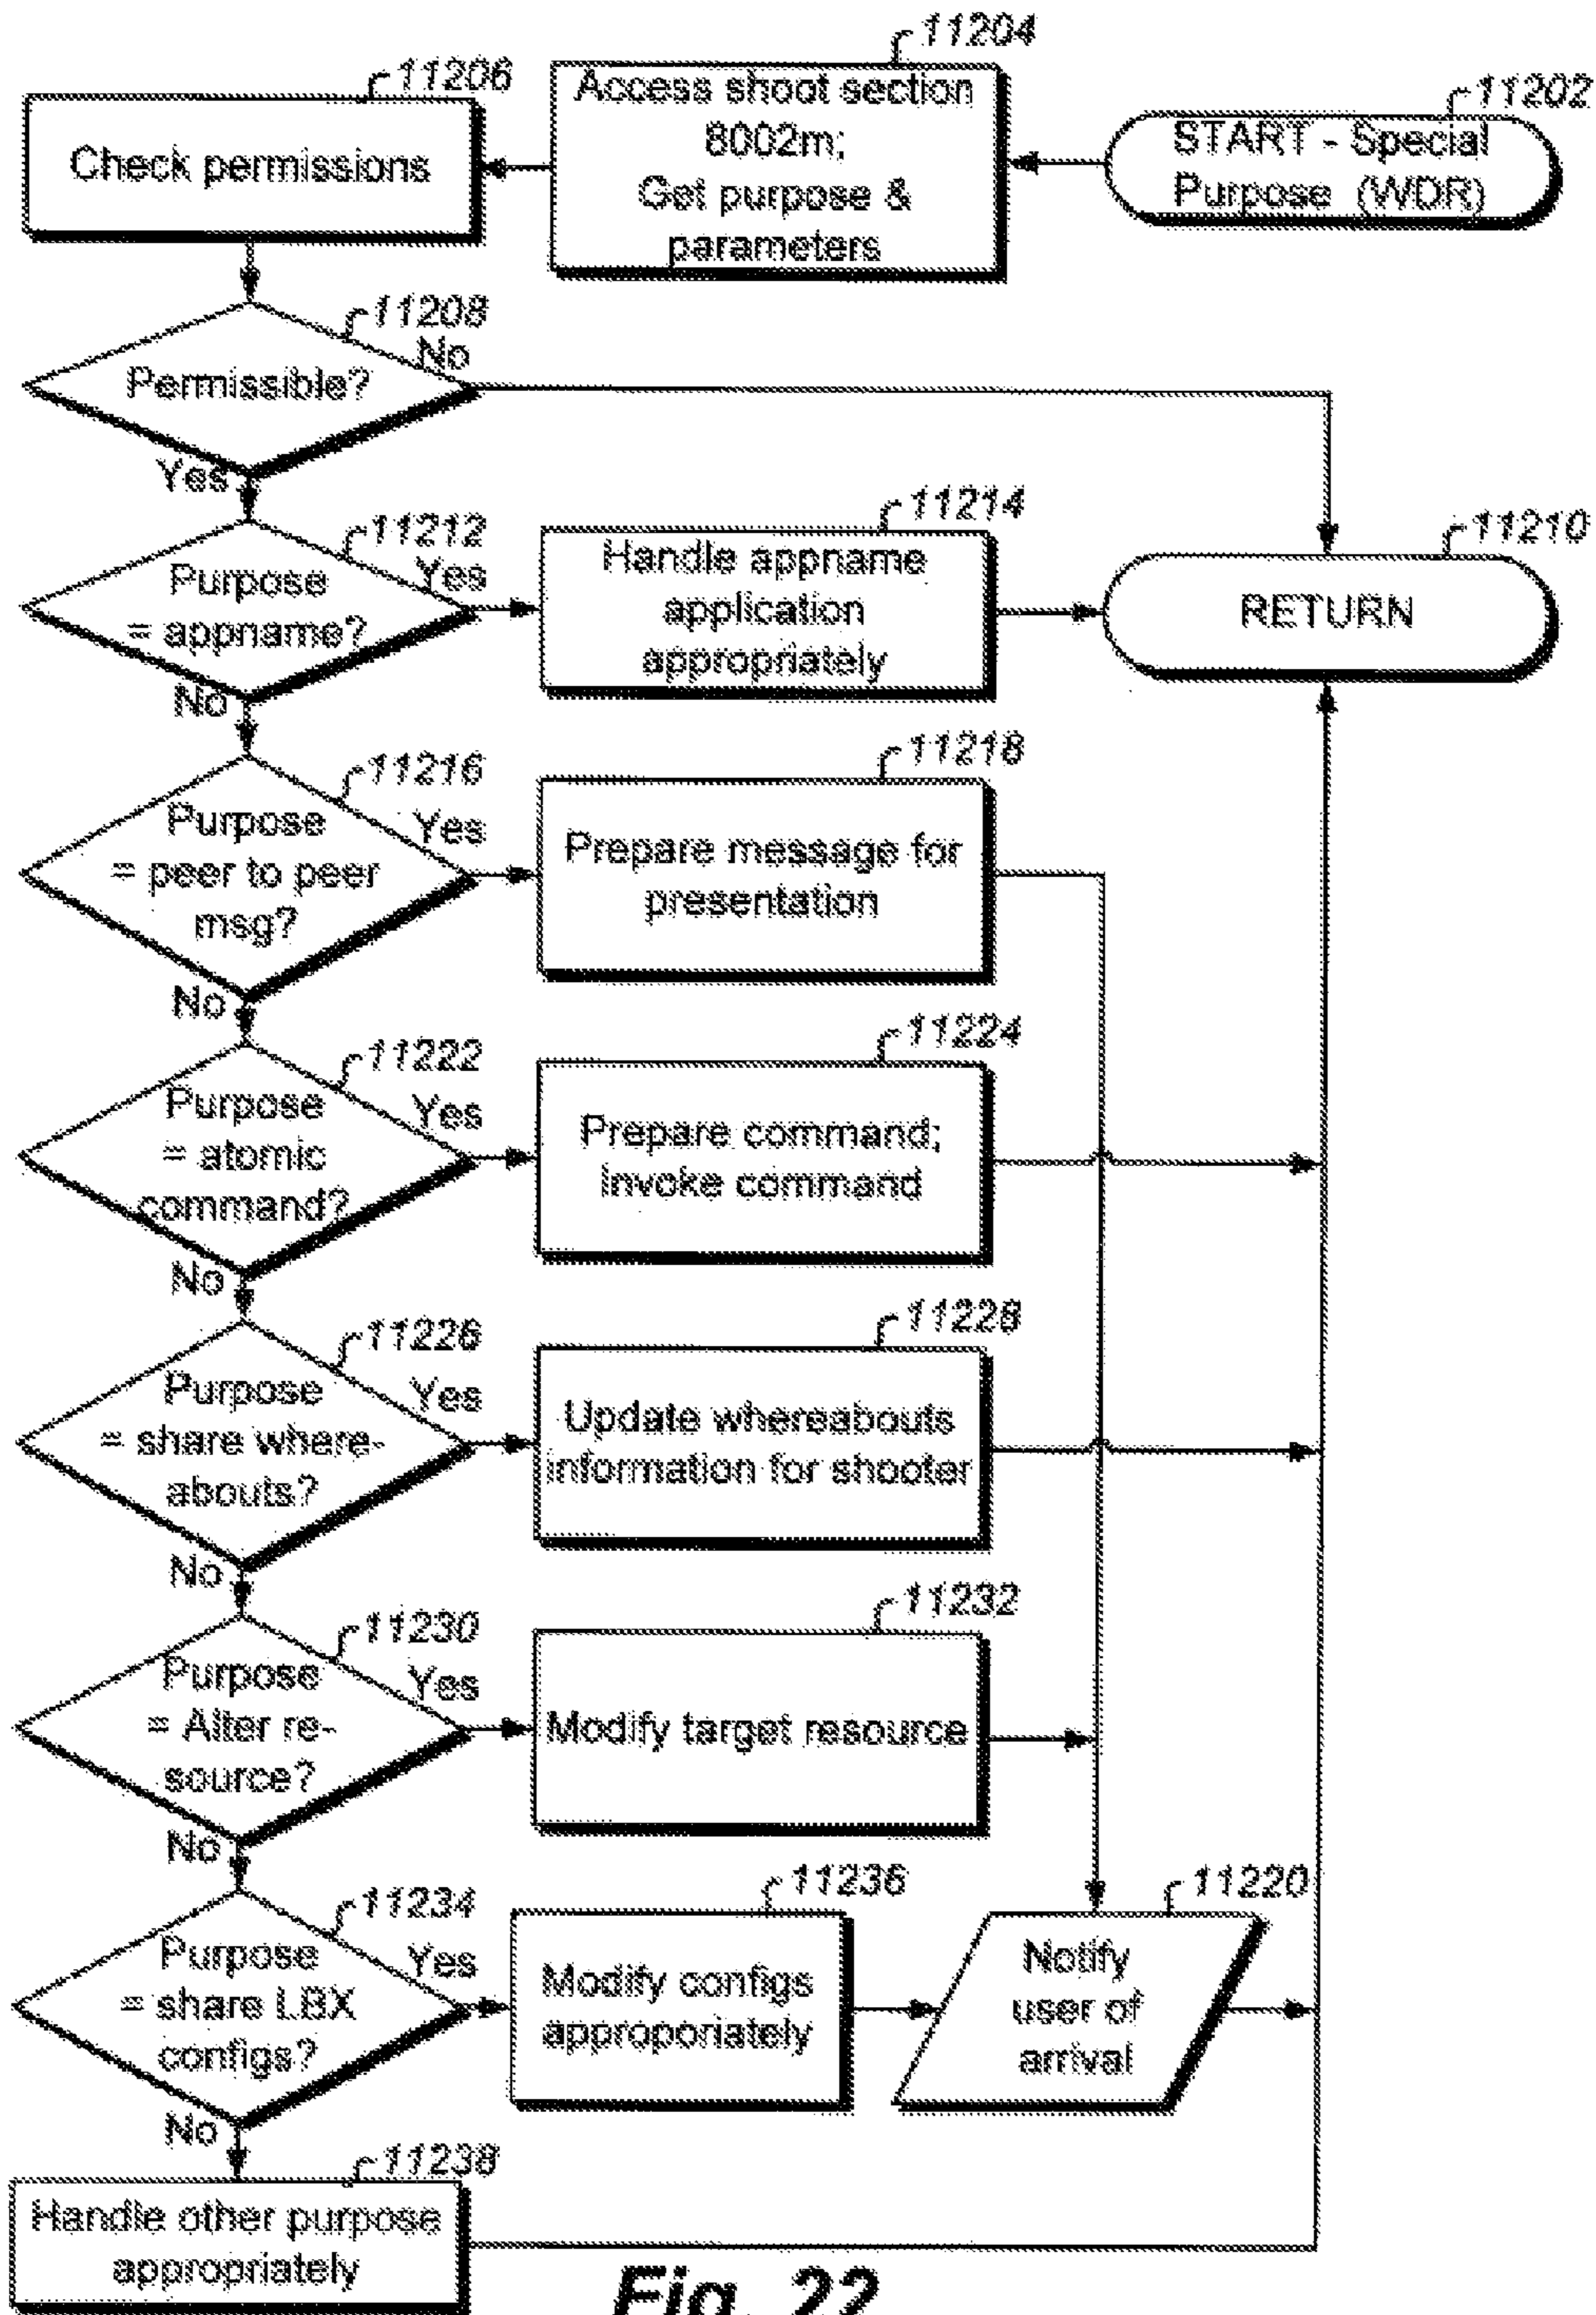 11206
Check permissions
11204
Access shoot section
8002m;
Get purpose &
parameters
11202
START - Special
Purpose (WDR)
11208
Permissible?
No
Yes
11212
Purpose
= appname?
Yes
No
11214
Handle appname
application
appropriately
11210
RETURN
11216
Purpose
= peer to peer
msg?
Yes
No
11218
Prepare message for
presentation
11222
Purpose
= atomic
command?
Yes
No
11224
Prepare command;
Invoke command
11226
Purpose
= share where-
abouts?
Yes
No
11228
Update whereabouts
information for shooter
11230
Purpose
= Alter re-
source?
Yes
No
11232
Modify target resource
11234
Purpose
= share LBX
configs?
Yes
No
11236
Modify configs
approporiately
11220
Notify
user of
arrival
11238
Handle other purpose
appropriately
Fig. 22